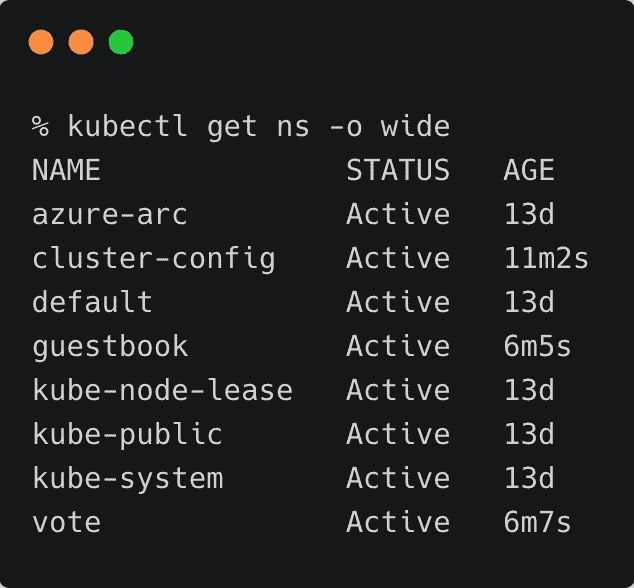 % kubectl get ns -o wide
NAME STATUS AGE
azure-arc Active 13d
cluster-config Active 11m2s
default Active 13d
guestbook Active 6m5s
kube-node-lease Active 13d
kube-public Active 13d
kube-system Active 13d
vote Active 6m7s